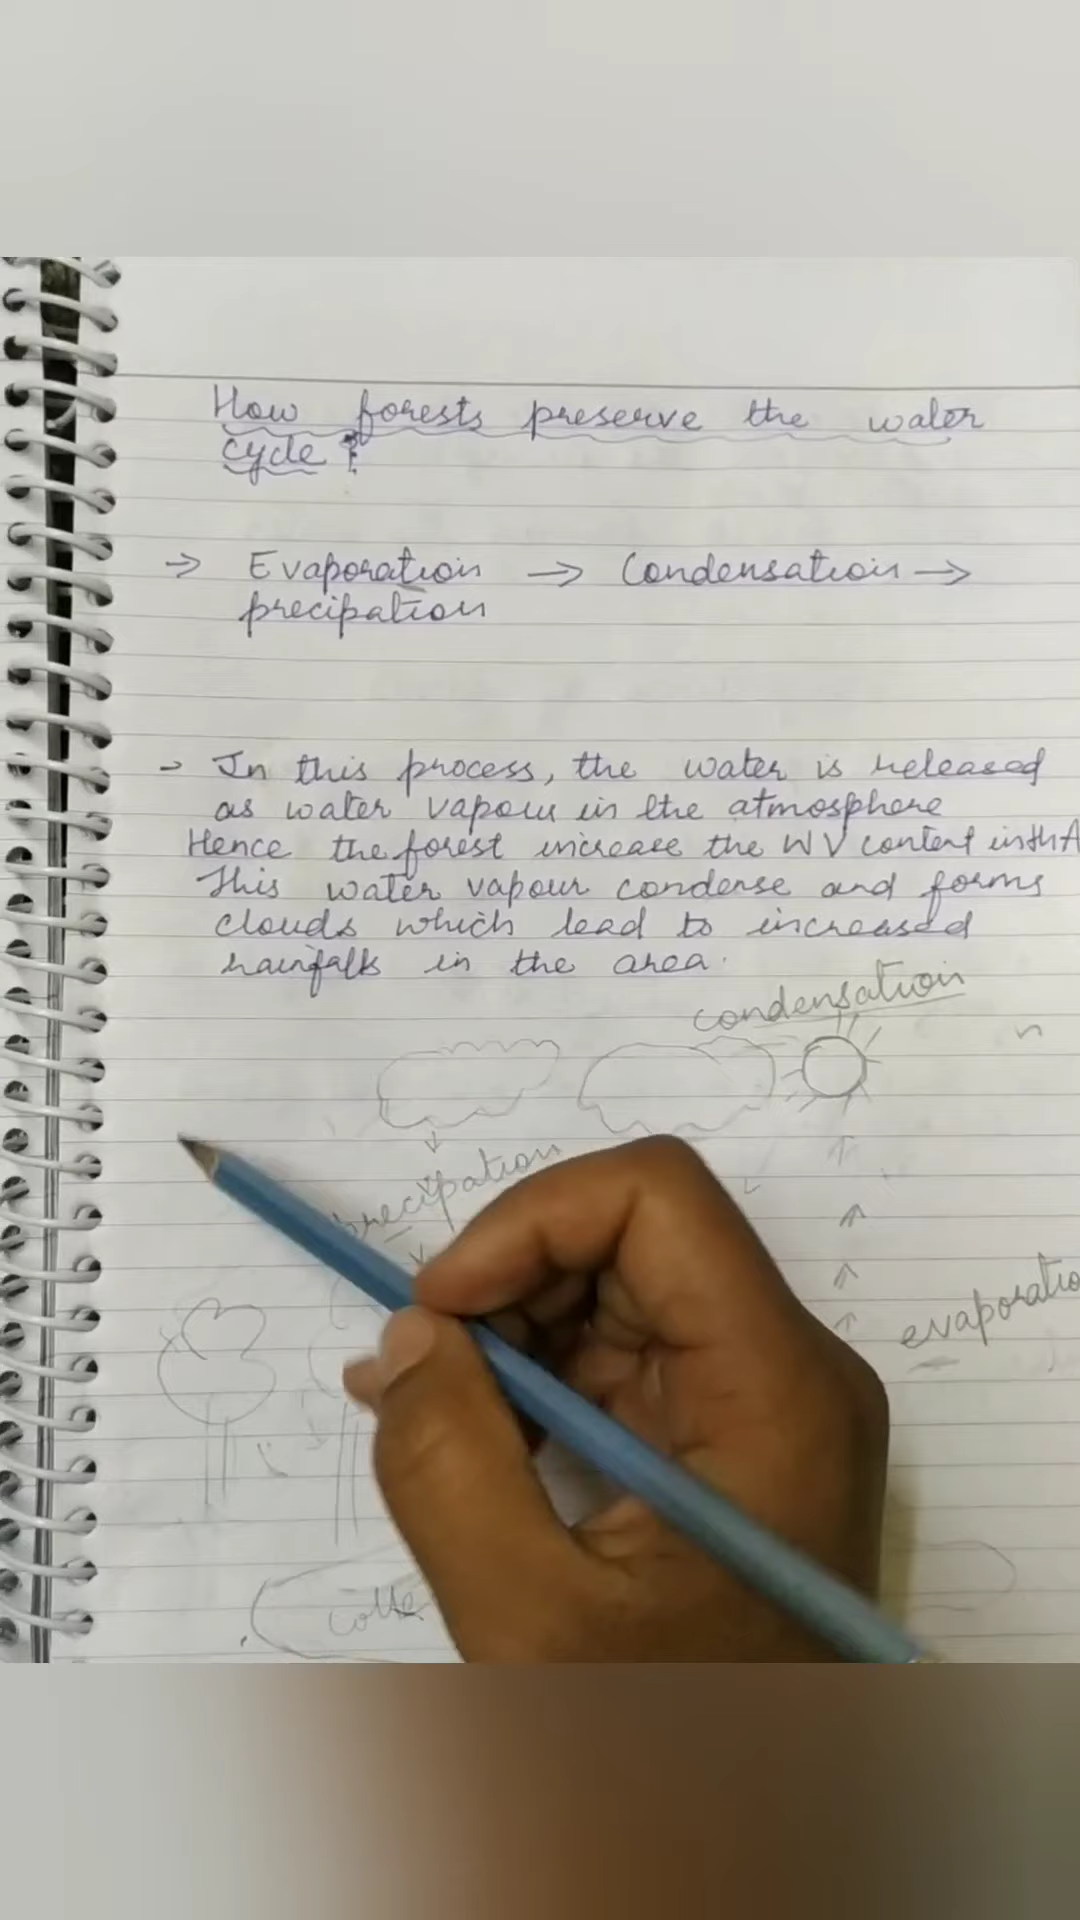 How forests preserve the water
cycle ?
→ Evaporation → Condensation →
precipation
- In this process, the water is released
as water vapour in the atmosphere
Hence the forest increase the WV content in th A
This water vapour condense and forms
clouds which lead to increased
rainfalls in the area.
condensation
precipation
evaporatio
colle